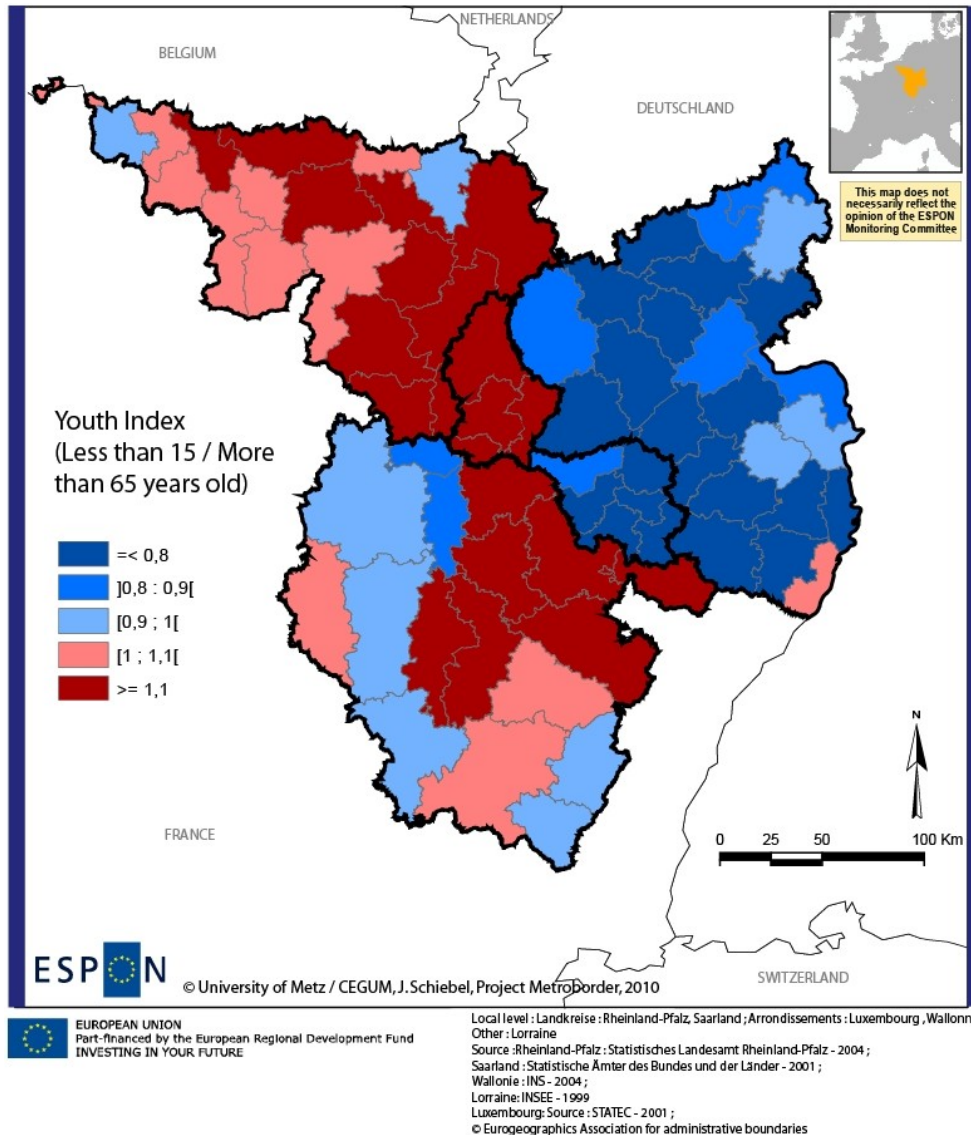 NETHERLANDS
BELGIUM
DEUTSCHLAND
This map does not
necessarily reflect the
opinion of the ESPON
Monitoring Committee
Youth Index
(Less than 15 / More
than 65 years old)
=< 0,8
]0,8 : 0,9[
[0,9 ; 1[
[1 ; 1,1[
>= 1,1
N
FRANCE
0 25 50 100 Km
SWITZERLAND
ESPON
© University of Metz / CEGUM, J.Schiebel, Project Metroborder, 2010
EUROPEAN UNION
Part-financed by the European Regional Development Fund
INVESTING IN YOUR FUTURE
Local level : Landkreise : Rheinland-Pfalz, Saarland ; Arrondissements : Luxembourg , Wallonn
Other : Lorraine
Source :Rheinland-Pfalz : Statistisches Landesamt Rheinland-Pfalz - 2004 ;
Saarland : Statistische Ämter des Bundes und der Länder - 2001 ;
Wallonie : INS - 2004 ;
Lorraine: INSEE - 1999
Luxembourg: Source : STATEC - 2001 ;
© Eurogeographics Association for administrative boundaries